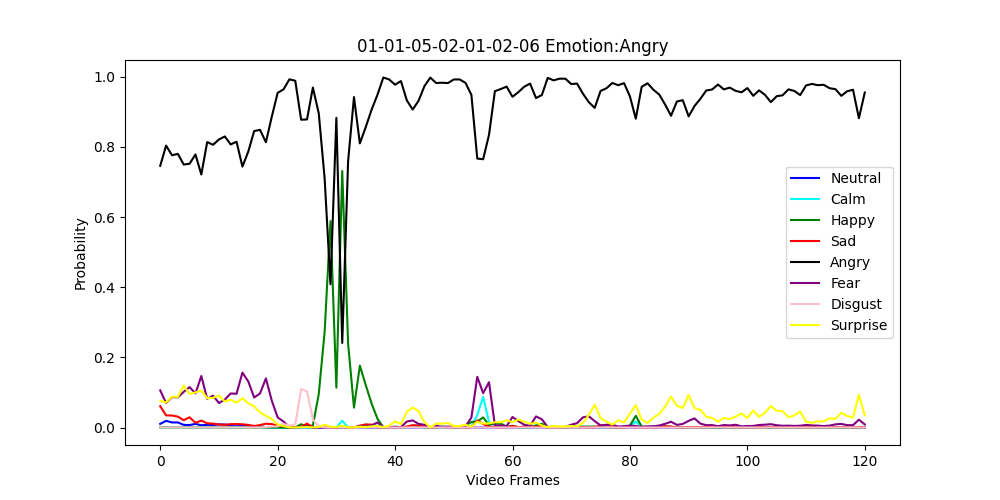 01-01-05-02-01-02-06 Emotion:Angry
Probability
1.0
0.8
0.6
0.4
0.2
0.0
0
20
40
60
80
100
120
Video Frames
Neutral
Calm
Happy
Sad
Angry
Fear
Disgust
Surprise